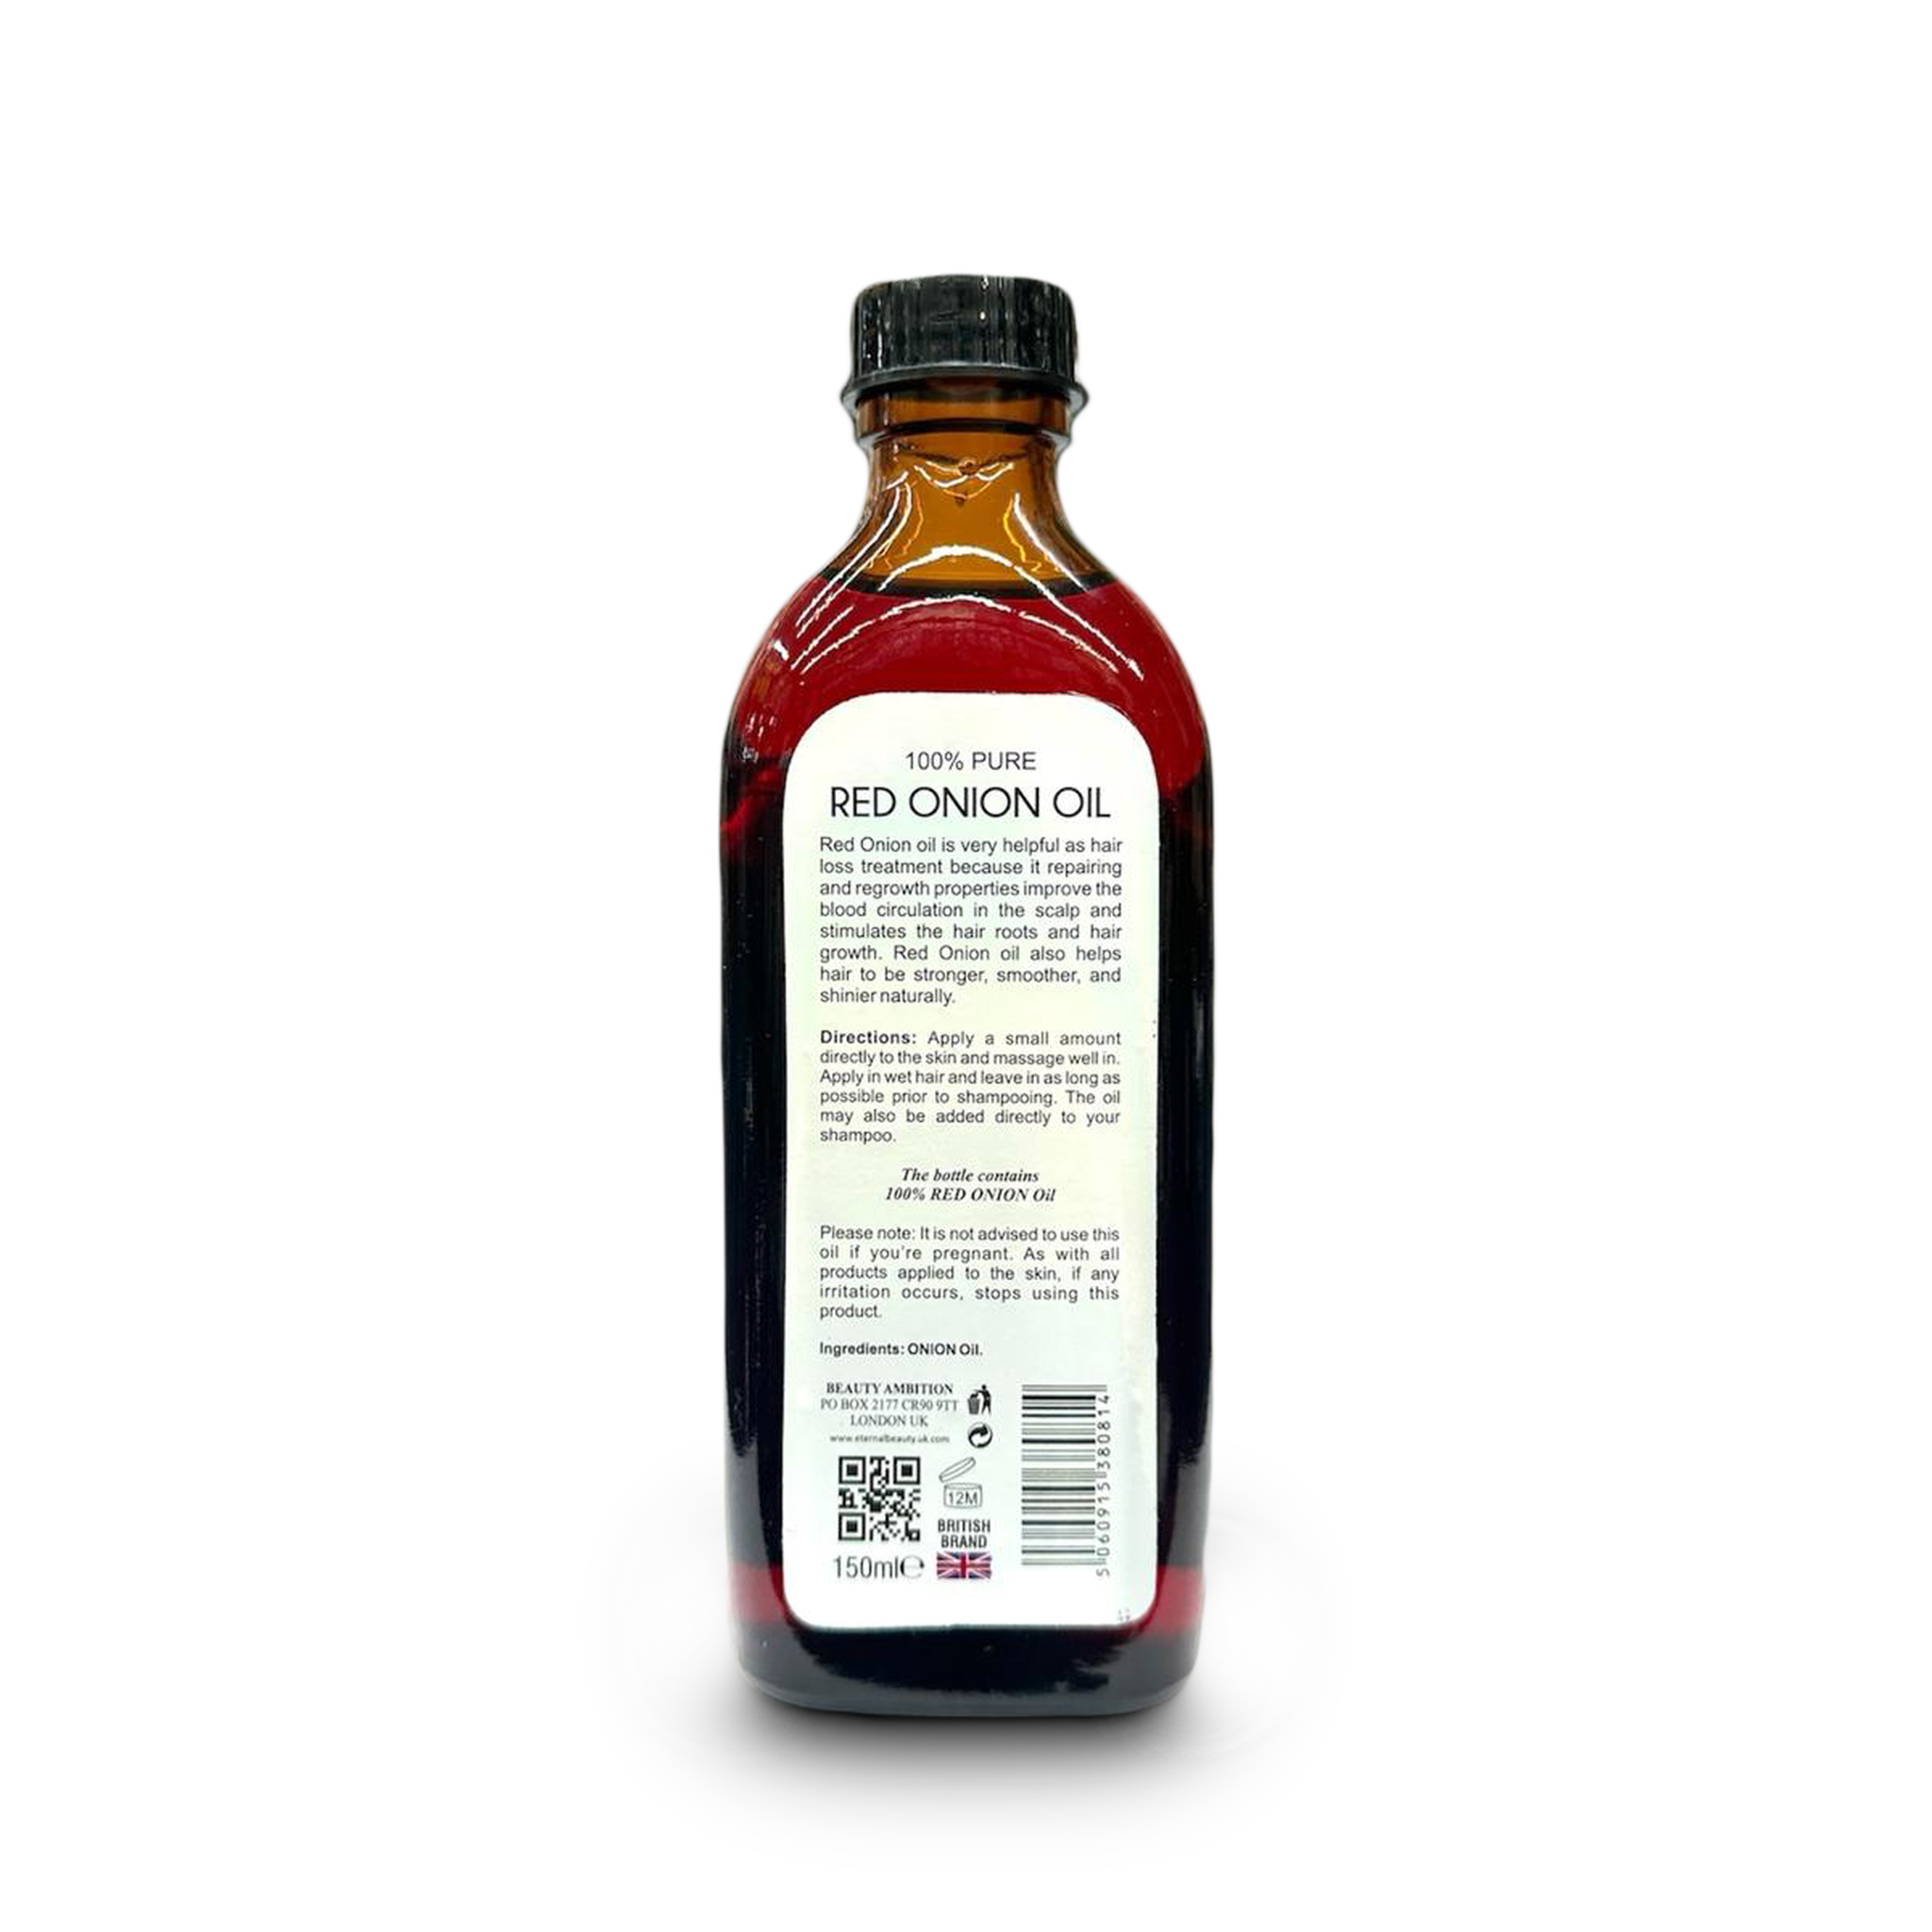 100% PURE
RED ONION OIL
Red Onion oil is very helpful as hair
loss treatment because it repairing
and regrowth properties improve the
blood circulation in the scalp and
stimulates the hair roots and hair
growth. Red Onion oil also helps
hair to be stronger, smoother, and
shinier naturally.
Directions: Apply a small amount
directly to the skin and massage well in.
Apply in wet hair and leave in as long as
possible prior to shampooing. The oil
may also be added directly to your
shampoo.
The bottle contains
100% RED ONION Oil
Please note: It is not advised to use this
oil if you're pregnant. As with all
products applied to the skin, if any
irritation occurs, stops using this
product.
Ingredients: ONION Oil.
BEAUTY AMBITION
PO BOX 2177 CR90 9TT
LONDON UK
www.eternalbeauty.uk.com
12M
BRITISH
BRAND
150ml℮
5060915380814